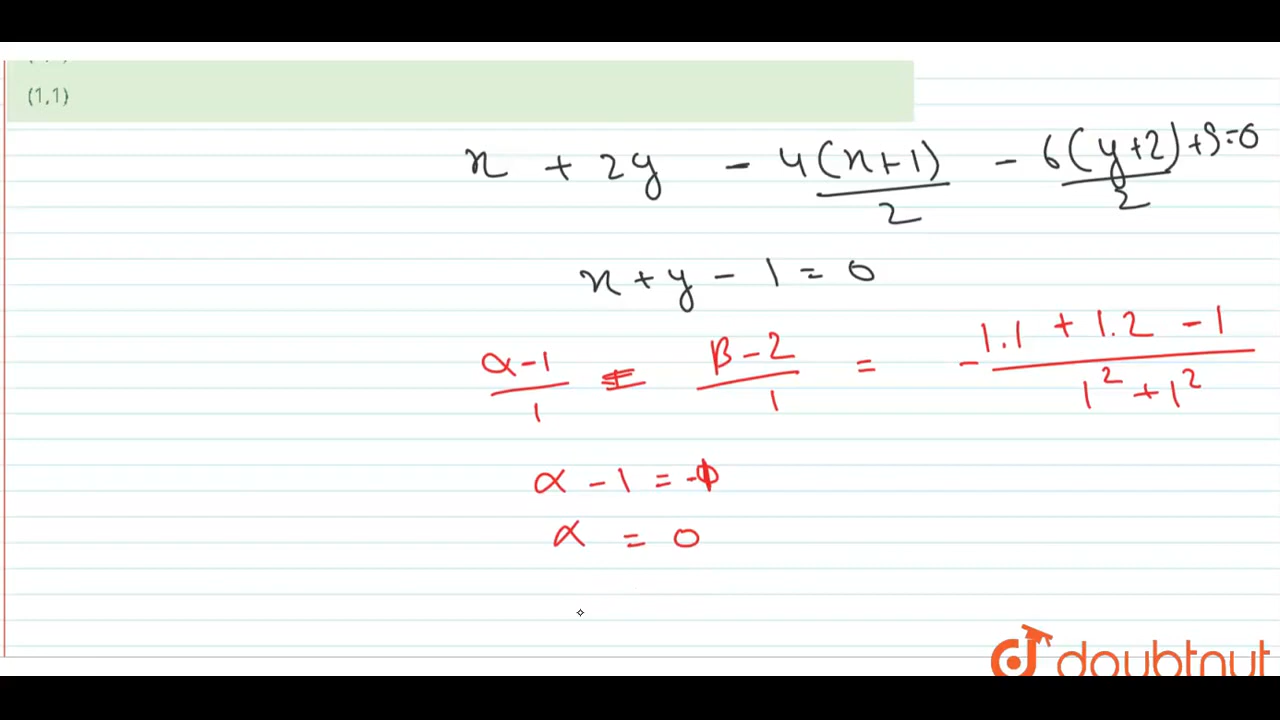 (1,1)
x + 2y - 4(x+1)/2 - 6(y+2)/2 + 9=0
x + y - 1 = 0
α-1/1 = β-2/1 = -1.1 + 1.2 - 1/1² + 1²
α - 1 = -1
α = 0
doubtnut